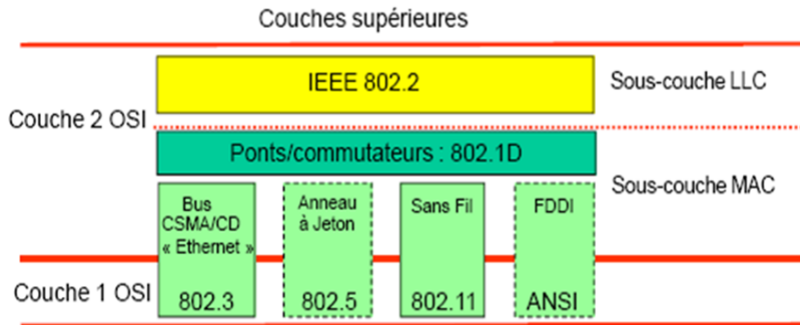 Couches supérieures
IEEE 802.2
Sous-couche LLC
Couche 2 OSI
Ponts/commutateurs : 802.1D
Sous-couche MAC
Bus
CSMA/CD
« Ethernet »
Anneau
à Jeton
Sans Fil
FDDI
Couche 1 OSI
802.3
802.5
802.11
ANSI